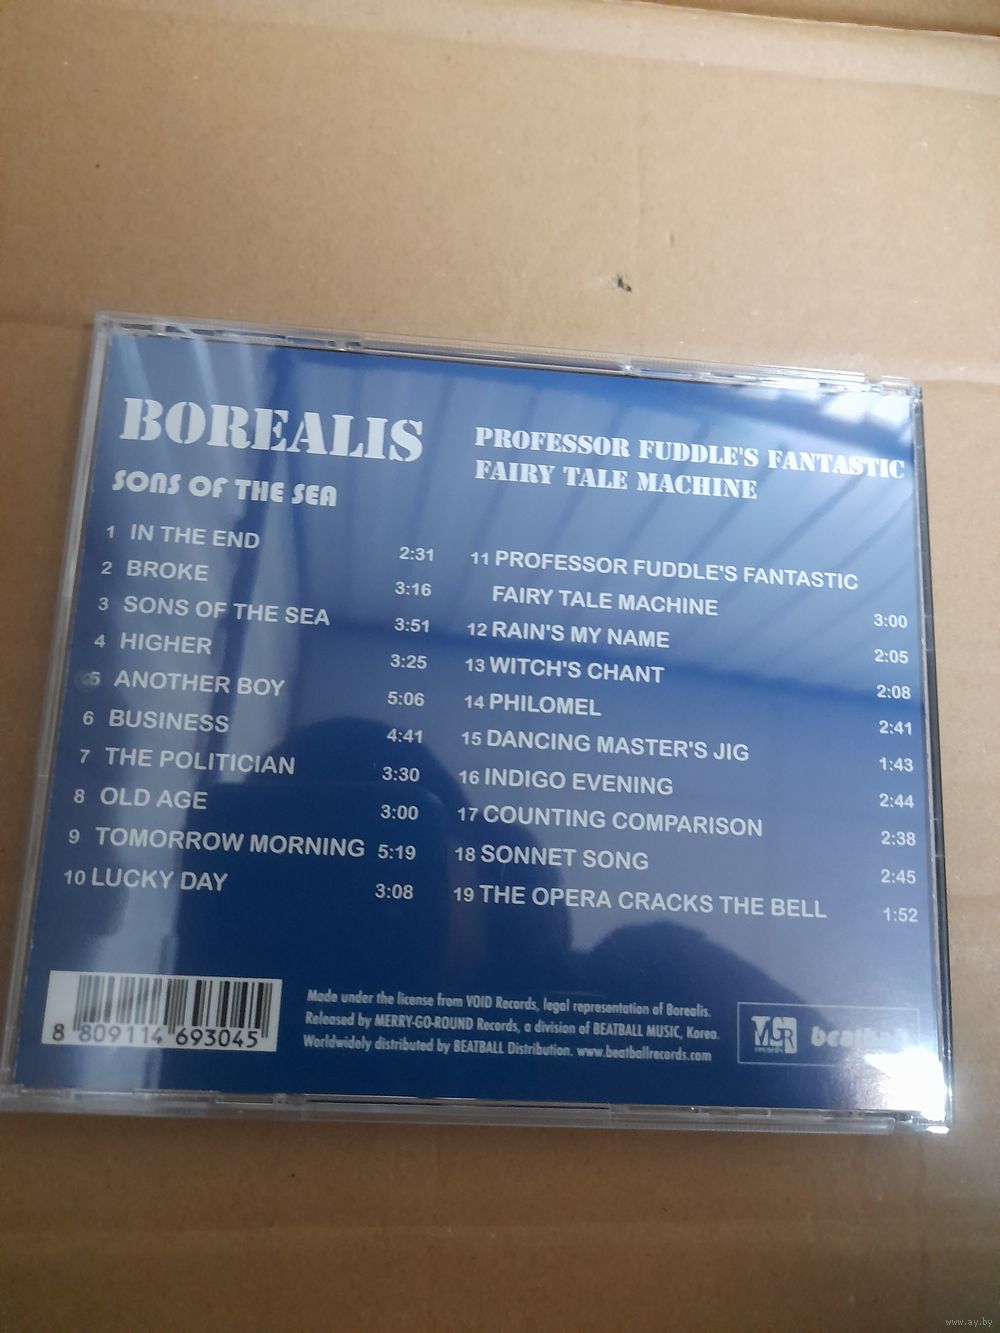 BOREALIS
SONS OF THE SEA
1 IN THE END 2:31
2 BROKE 3:16
3 SONS OF THE SEA 3:51
4 HIGHER 3:25
5 ANOTHER BOY 5:06
6 BUSINESS 4:41
7 THE POLITICIAN 3:30
8 OLD AGE 3:00
9 TOMORROW MORNING 5:19
10 LUCKY DAY 3:08
PROFESSOR FUDDLE'S FANTASTIC
FAIRY TALE MACHINE
11 PROFESSOR FUDDLE'S FANTASTIC
FAIRY TALE MACHINE 3:00
12 RAIN'S MY NAME 2:05
13 WITCH'S CHANT 2:08
14 PHILOMEL 2:41
15 DANCING MASTER'S JIG 1:43
16 INDIGO EVENING 2:44
17 COUNTING COMPARISON 2:38
18 SONNET SONG 2:45
19 THE OPERA CRACKS THE BELL 1:52
8 809114 693045
Made under the license from VOID Records, legal representation of Borealis.
Released by MERRY-GO-ROUND Records, a division of BEATBALL MUSIC, Korea.
Worldwidely distributed by BEATBALL Distribution. www.beatballrecords.com
MGR
records
www.ay.by